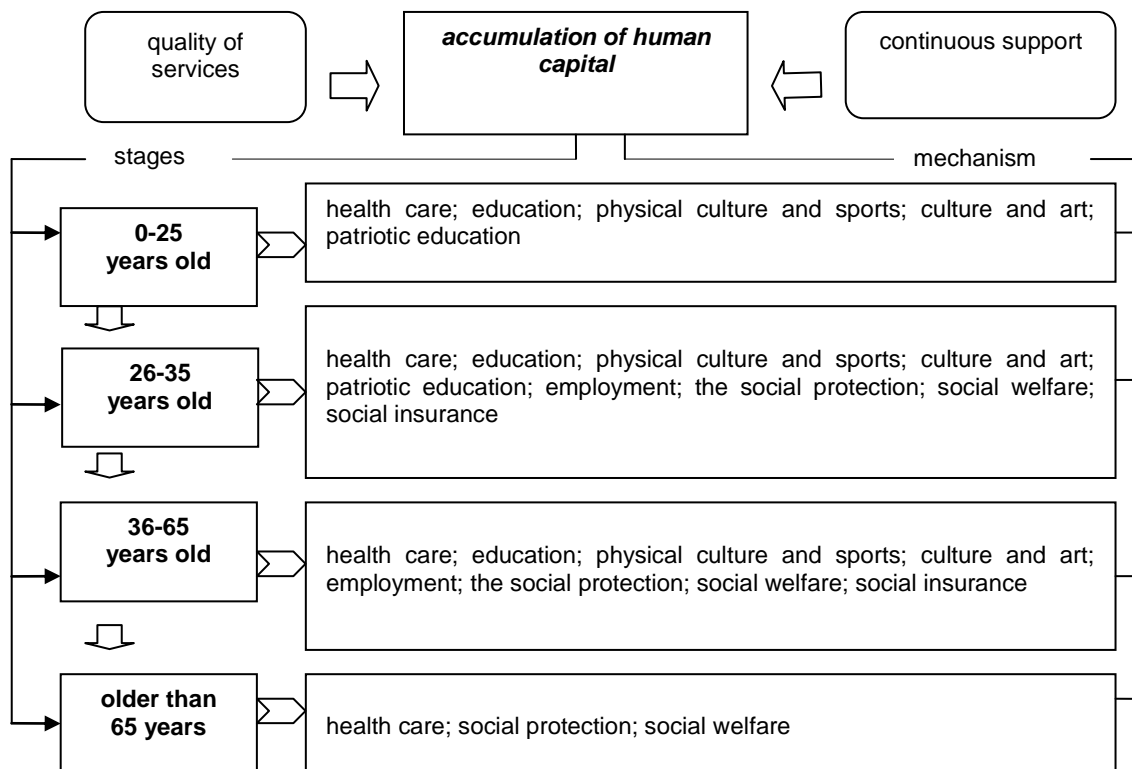 quality of
services
accumulation of human
capital
continuous support
stages
mechanism
0-25
years old
health care; education; physical culture and sports; culture and art;
patriotic education
26-35
years old
health care; education; physical culture and sports; culture and art;
patriotic education; employment; the social protection; social welfare;
social insurance
36-65
years old
health care; education; physical culture and sports; culture and art;
employment; the social protection; social welfare; social insurance
older than
65 years
health care; social protection; social welfare